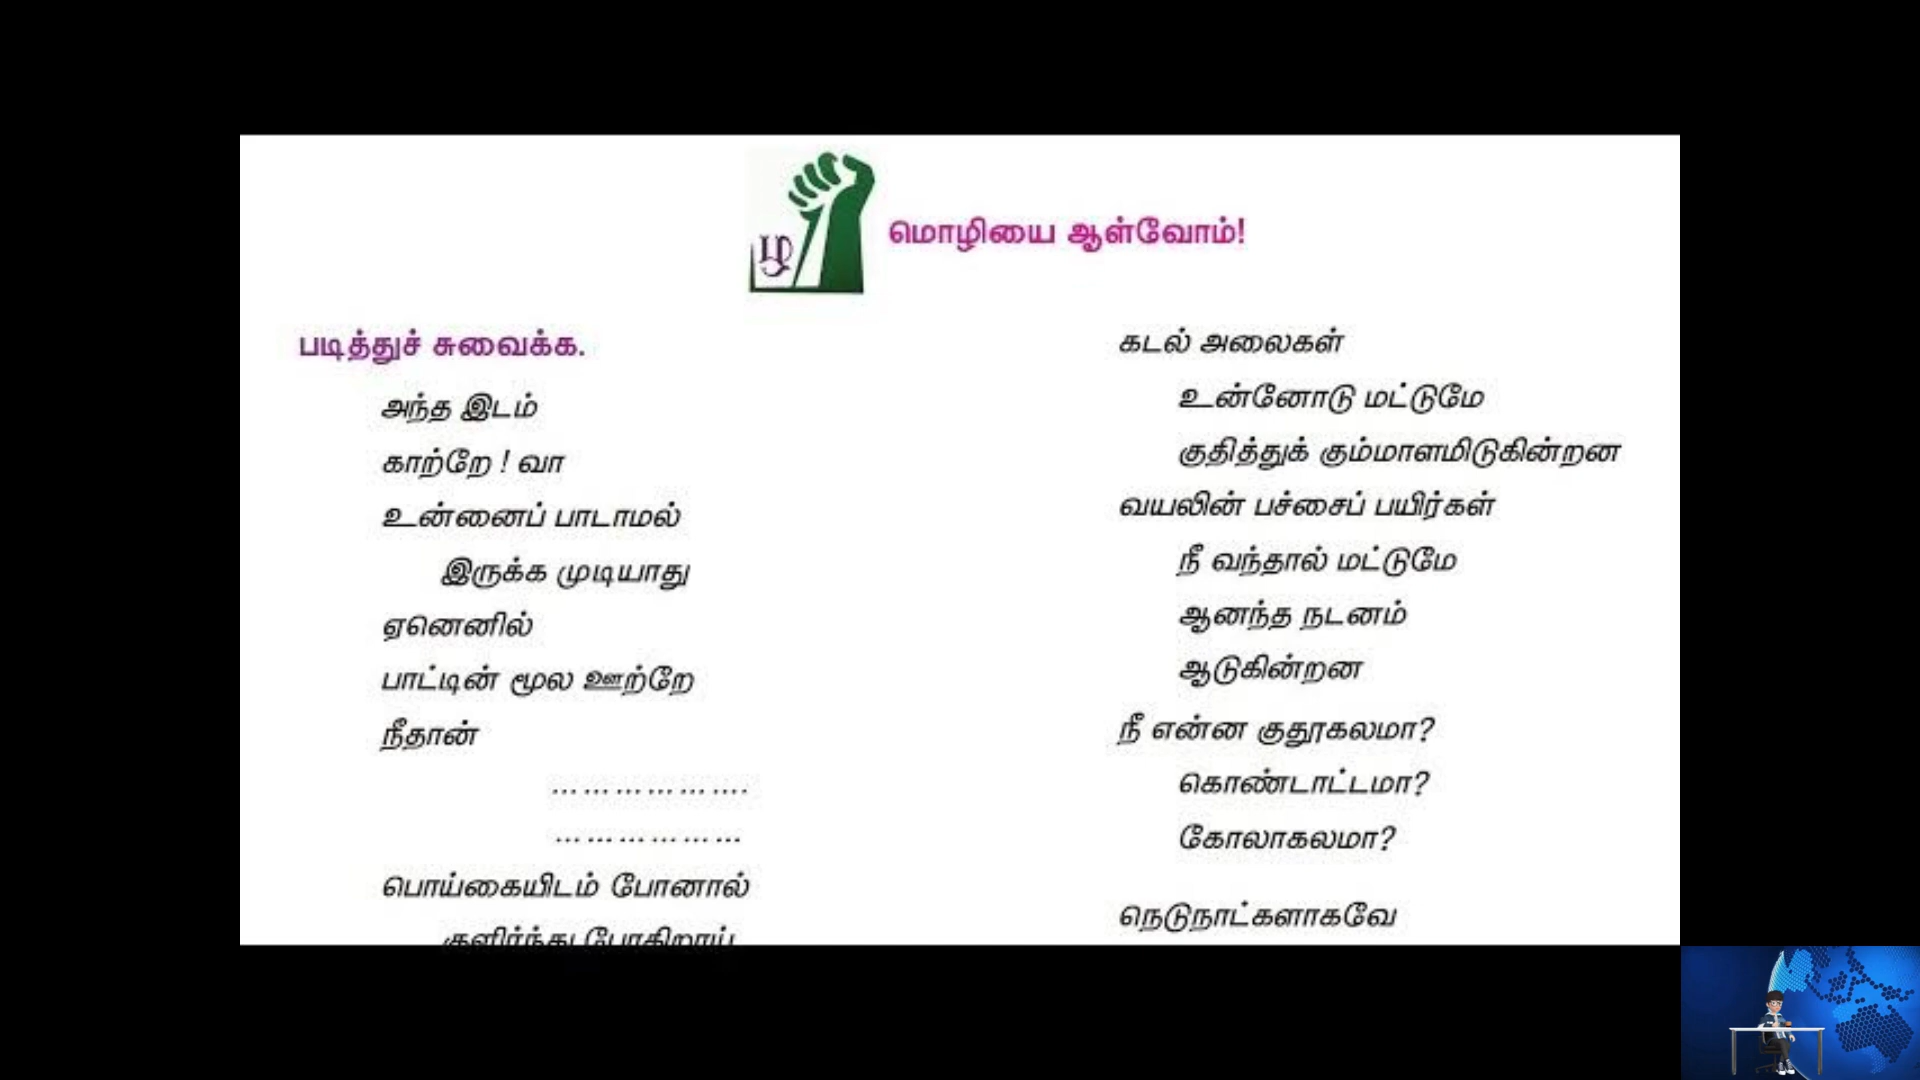 ழ
மொழியை ஆள்வோம்!
படித்துச் சுவைக்க.
அந்த இடம்
காற்றே ! வா
உன்னைப் பாடாமல்
இருக்க முடியாது
ஏனெனில்
பாட்டின் மூல ஊற்றே
நீதான்
……………….
………………
பொய்கையிடம் போனால்
குளிர்ந்து போகிறாய்
கடல் அலைகள்
உன்னோடு மட்டுமே
குதித்துக் கும்மாளமிடுகின்றன
வயலின் பச்சைப் பயிர்கள்
நீ வந்தால் மட்டுமே
ஆனந்த நடனம்
ஆடுகின்றன
நீ என்ன குதூகலமா?
கொண்டாட்டமா?
கோலாகலமா?
நெடுநாட்களாகவே